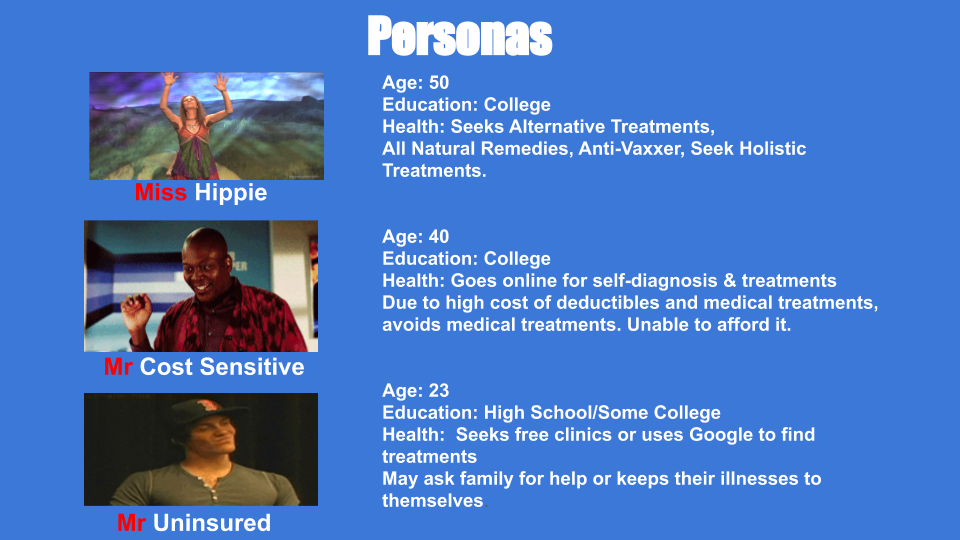 Personas
Age: 50
Education: College
Health: Seeks Alternative Treatments,
All Natural Remedies, Anti-Vaxxer, Seek Holistic
Treatments.
Miss Hippie
Age: 40
Education: College
Health: Goes online for self-diagnosis & treatments
Due to high cost of deductibles and medical treatments,
avoids medical treatments. Unable to afford it.
Mr Cost Sensitive
Age: 23
Education: High School/Some College
Health:  Seeks free clinics or uses Google to find
treatments
May ask family for help or keeps their illnesses to
themselves
Mr Uninsured